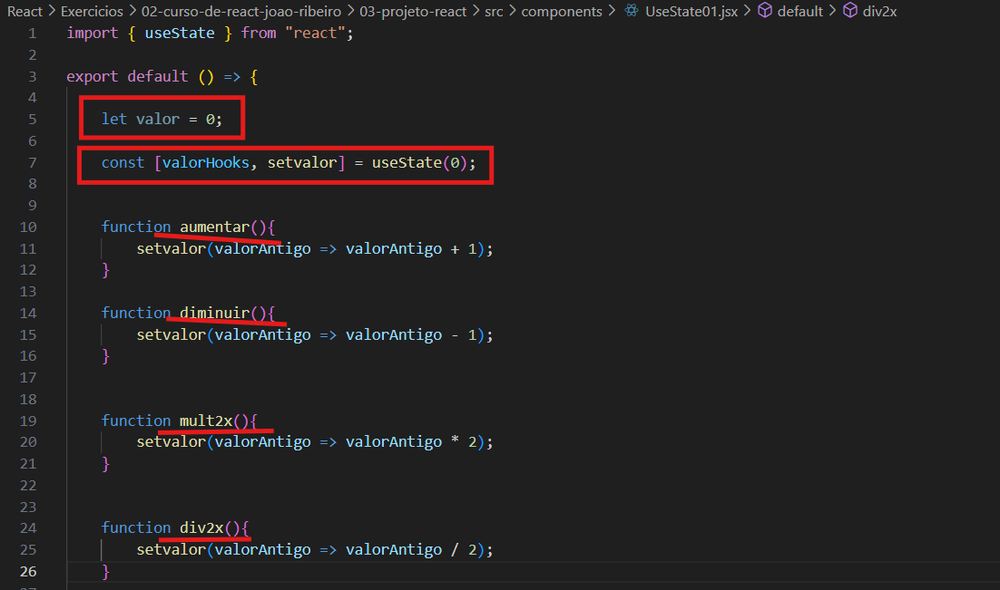 React > Exercicios > 02-curso-de-react-joao-ribeiro > 03-projeto-react > src > components > UseState01.jsx > default > div2x
1 import { useState } from "react";
2
3 export default () => {
4
5 let valor = 0;
6
7 const [valorHooks, setvalor] = useState(0);
8
9
10 function aumentar(){
11 setvalor(valorAntigo => valorAntigo + 1);
12 }
13
14 function diminuir(){
15 setvalor(valorAntigo => valorAntigo - 1);
16 }
17
18
19 function mult2x(){
20 setvalor(valorAntigo => valorAntigo * 2);
21 }
22
23
24 function div2x(){
25 setvalor(valorAntigo => valorAntigo / 2);
26 }